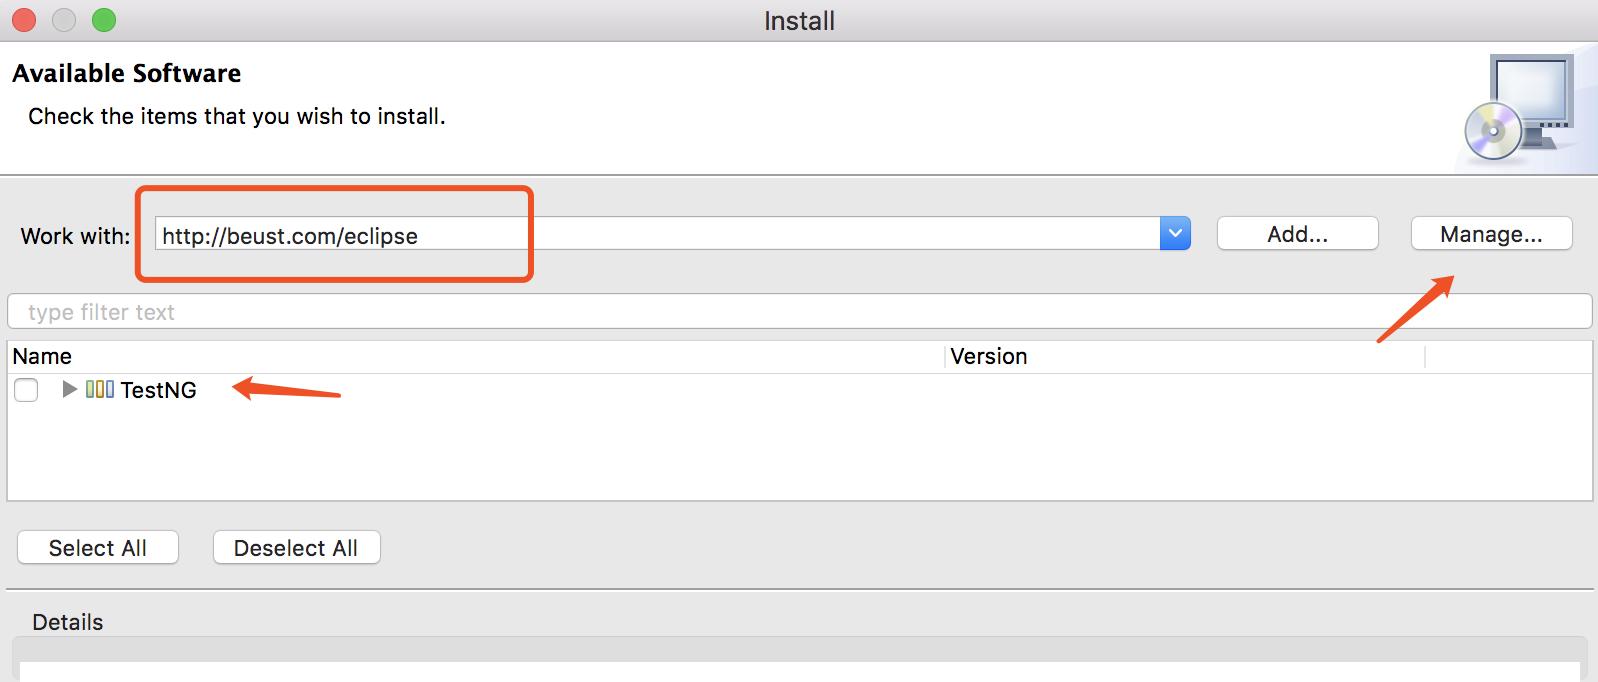 Install
Available Software
Check the items that you wish to install.
Work with: http://beust.com/eclipse Add... Manage...
type filter text
Name Version
TestNG
Select All Deselect All
Details